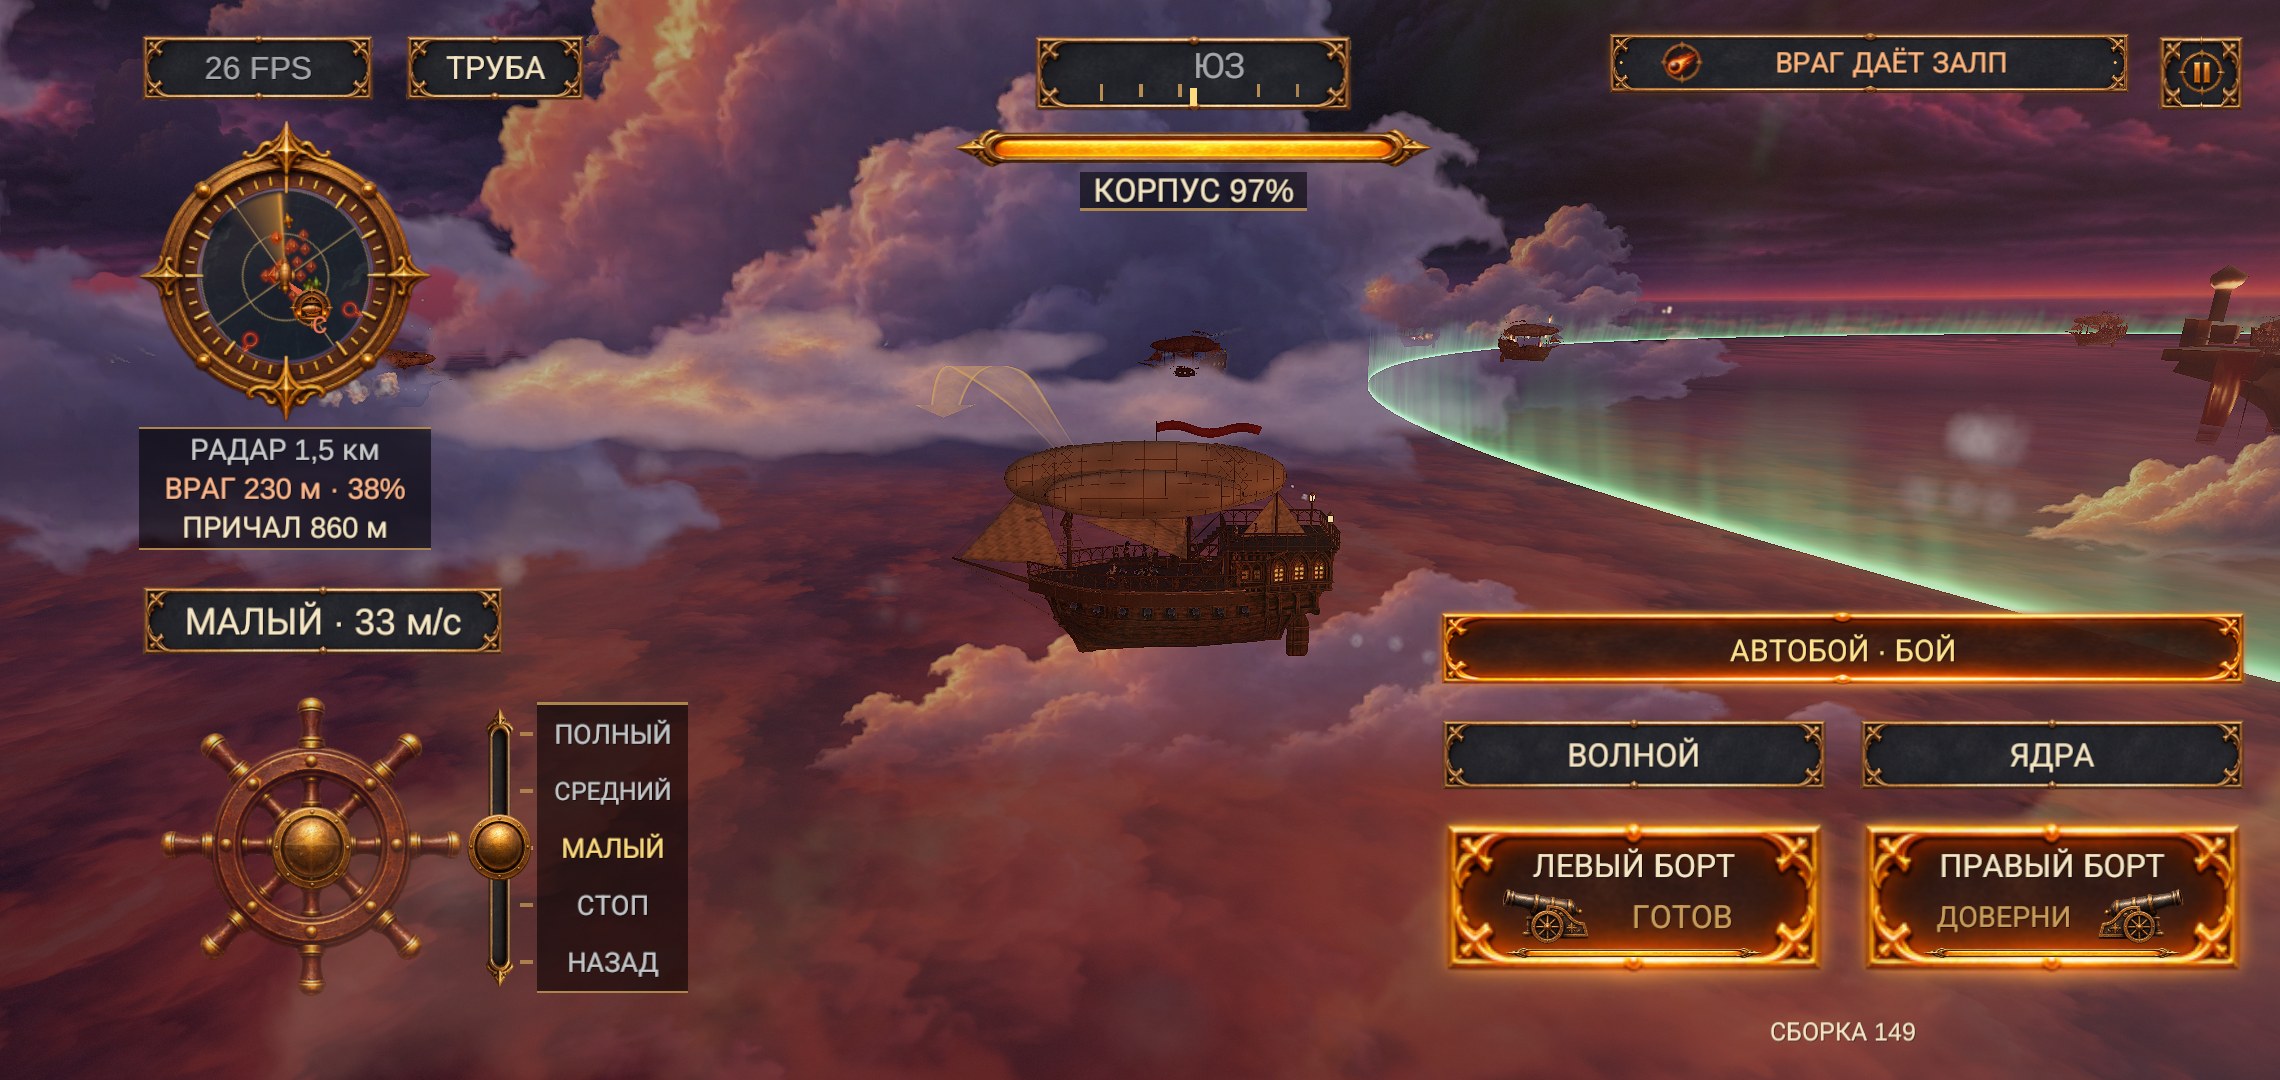 26 FPS
ТРУБА
ЮЗ
ВРАГ ДАЁТ ЗАЛП
КОРПУС 97%
С
РАДАР 1,5 км
ВРАГ 230 м · 38%
ПРИЧАЛ 860 м
МАЛЫЙ · 33 м/с
ПОЛНЫЙ
СРЕДНИЙ
МАЛЫЙ
СТОП
НАЗАД
АВТОБОЙ · БОЙ
ВОЛНОЙ
ЯДРА
ЛЕВЫЙ БОРТ
ГОТОВ
ПРАВЫЙ БОРТ
ДОВЕРНИ
СБОРКА 149